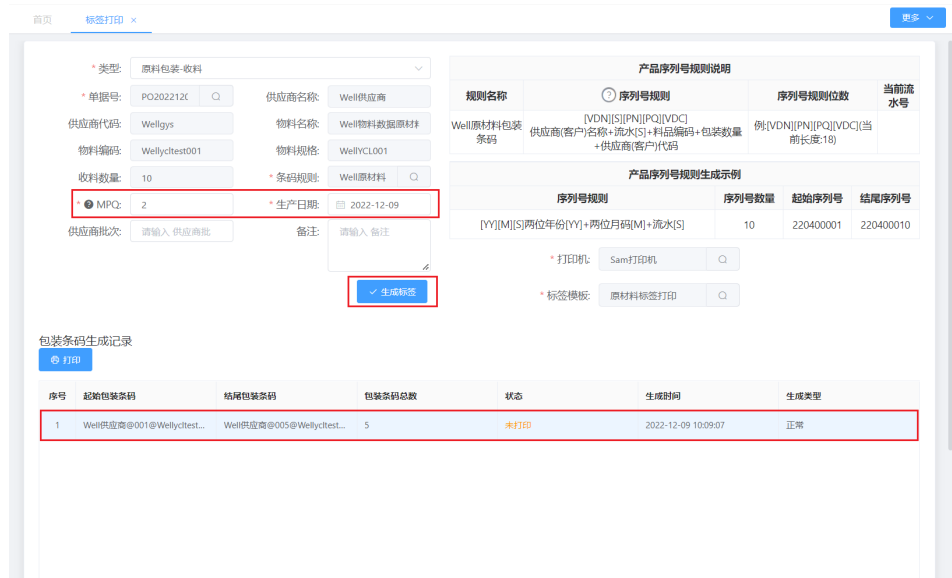 首页
标签打印 ×
更多
* 类型: 原料包装-收料
* 单据号: PO2022120
供应商名称: Well供应商
供应商代码: Wellgys
物料名称: Well物料数据原材料
物料编码: Wellycltest001
物料规格: WellYCL001
收料数量: 10
* 条码规则: Well原材料
* ? MPQ: 2
* 生产日期: 2022-12-09
供应商批次: 请输入 供应商批
备注: 请输入 备注
生成标签
产品序列号规则说明
规则名称
? 序列号规则
序列号规则位数
当前流
水号
Well原材料包装
条码
[VDN][S][PN][PQ][VDC]
供应商(客户)名称+流水[S]+料品编码+包装数量
+供应商(客户)代码
例:[VDN][PN][PQ][VDC](当
前长度:18)
产品序列号规则生成示例
序列号规则
序列号数量
起始序列号
结尾序列号
[YY][M][S]两位年份[YY]+两位月码[M]+流水[S]
10
220400001
220400010
* 打印机: Sam打印机
* 标签模板: 原材料标签打印
包装条码生成记录
打印
序号
起始包装条码
结尾包装条码
包装条码总数
状态
生成时间
生成类型
1
Well供应商@001@Wellycltest...
Well供应商@005@Wellycltest...
5
未打印
2022-12-09 10:09:07
正常